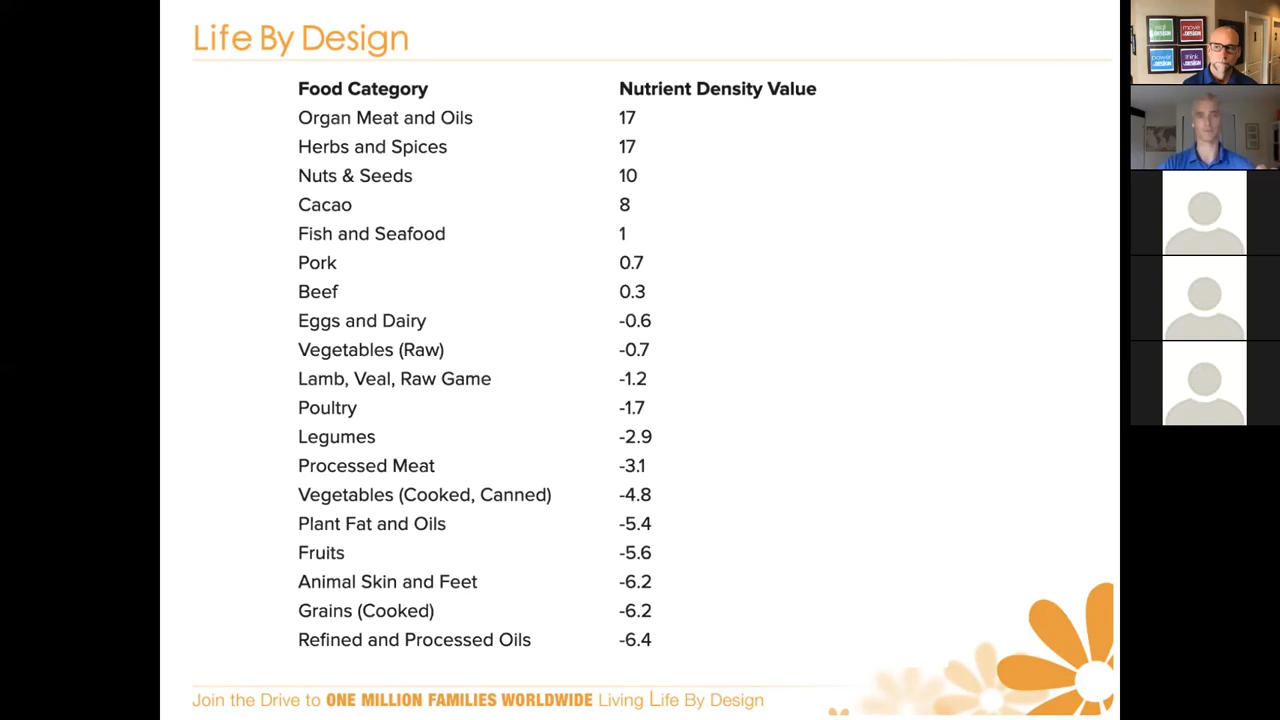 Life By Design
Food Category Nutrient Density Value
Organ Meat and Oils 17
Herbs and Spices 17
Nuts & Seeds 10
Cacao 8
Fish and Seafood 1
Pork 0.7
Beef 0.3
Eggs and Dairy -0.6
Vegetables (Raw) -0.7
Lamb, Veal, Raw Game -1.2
Poultry -1.7
Legumes -2.9
Processed Meat -3.1
Vegetables (Cooked, Canned) -4.8
Plant Fat and Oils -5.4
Fruits -5.6
Animal Skin and Feet -6.2
Grains (Cooked) -6.2
Refined and Processed Oils -6.4
Join the Drive to ONE MILLION FAMILIES WORLDWIDE Living Life By Design
move
power
think